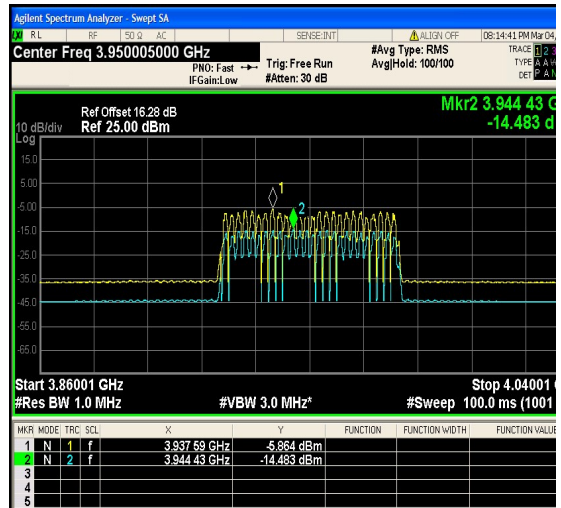 Agilent Spectrum Analyzer - Swept SA
RL RF 50 Ω AC SENSE:INT ALIGN OFF 08:14:41 PM Mar 04,
Center Freq 3.950005000 GHz #Avg Type: RMS TRACE 1 2 3
PNO: Fast Trig: Free Run Avg|Hold: 100/100 TYPE A A
IFGain:Low #Atten: 30 dB DET P A N
Mkr2 3.944 43 G
Ref Offset 16.28 dB
10 dB/div Ref 25.00 dBm -14.483 d
Log
15.0
5.00
1
-5.00
2
-15.0
-25.0
-35.0
-45.0
-55.0
-65.0
Start 3.86001 GHz Stop 4.04001
#Res BW 1.0 MHz #VBW 3.0 MHz* #Sweep 100.0 ms (1001
MKR MODE TRC SCL X Y FUNCTION FUNCTION WIDTH FUNCTION VALUE
1 N 1 f 3.937 59 GHz -5.864 dBm
2 N 2 f 3.944 43 GHz -14.483 dBm
3
4
5